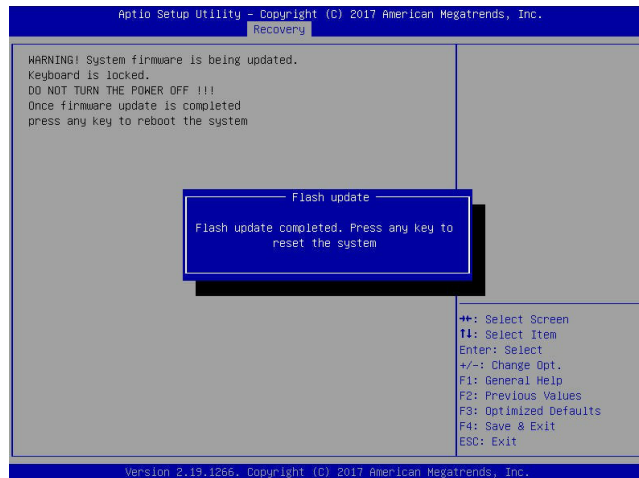 Aptio Setup Utility – Copyright (C) 2017 American Megatrends, Inc.
Recovery
WARNING! System firmware is being updated.
Keyboard is locked.
DO NOT TURN THE POWER OFF !!!
Once firmware update is completed
press any key to reboot the system
Flash update
Flash update completed. Press any key to
reset the system
→←: Select Screen
↑↓: Select Item
Enter: Select
+/-: Change Opt.
F1: General Help
F2: Previous Values
F3: Optimized Defaults
F4: Save & Exit
ESC: Exit
Version 2.19.1266. Copyright (C) 2017 American Megatrends, Inc.